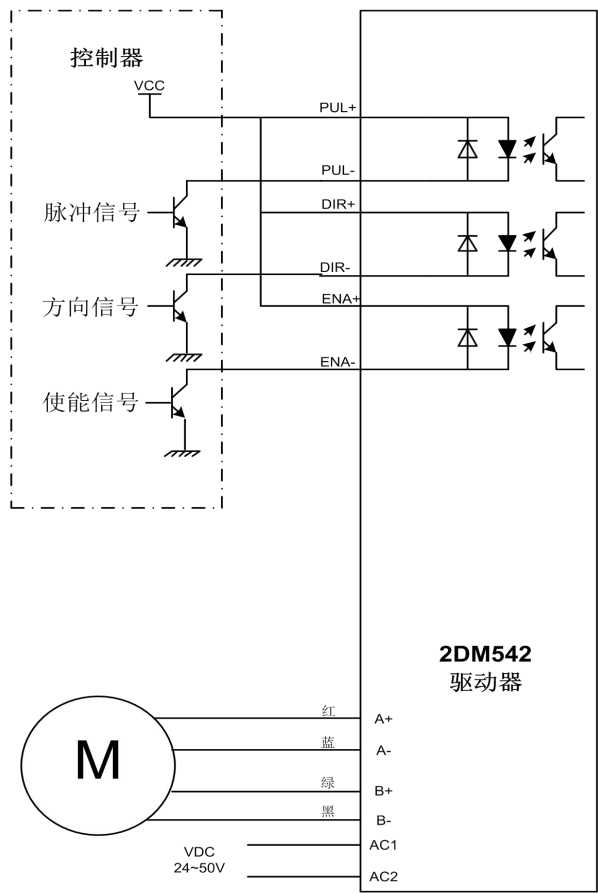 控制器
VCC
PUL+
PUL-
脉冲信号
DIR+
DIR-
方向信号
ENA+
ENA-
使能信号
2DM542
驱动器
红
A+
蓝
A-
M
绿
B+
黑
B-
AC1
VDC
24~50V
AC2